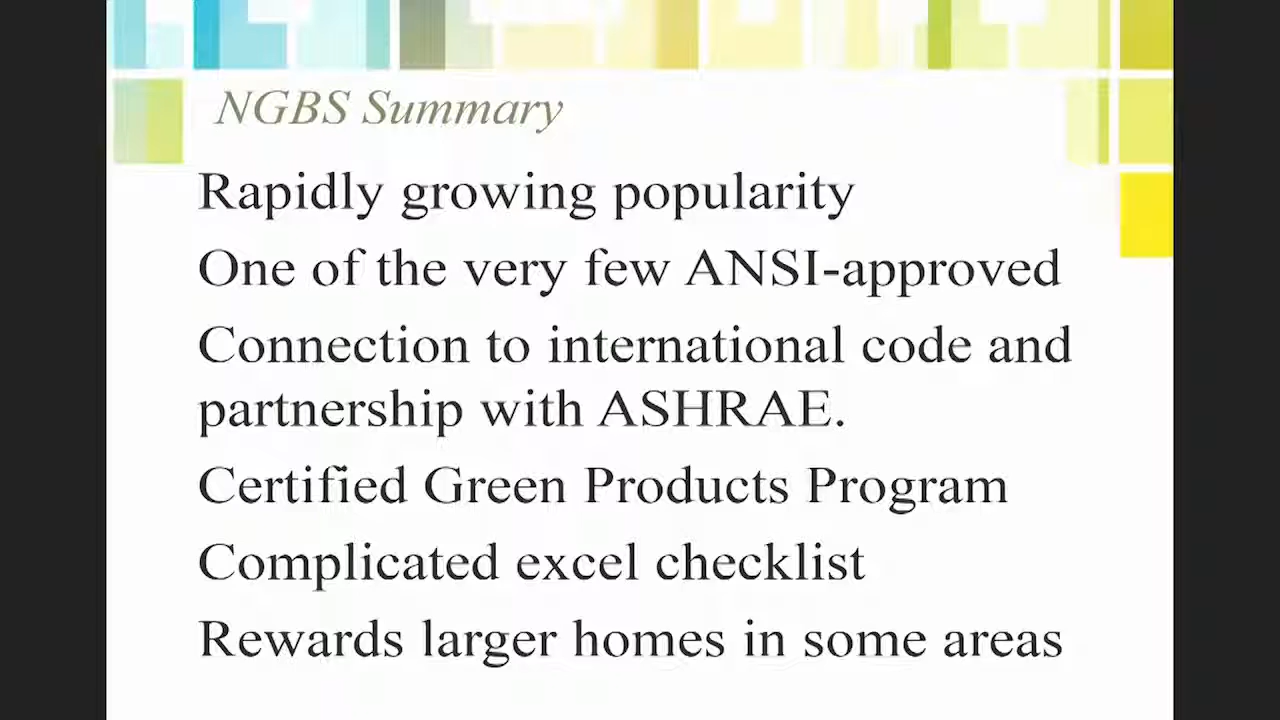 NGBS Summary
Rapidly growing popularity
One of the very few ANSI-approved
Connection to international code and
partnership with ASHRAE.
Certified Green Products Program
Complicated excel checklist
Rewards larger homes in some areas